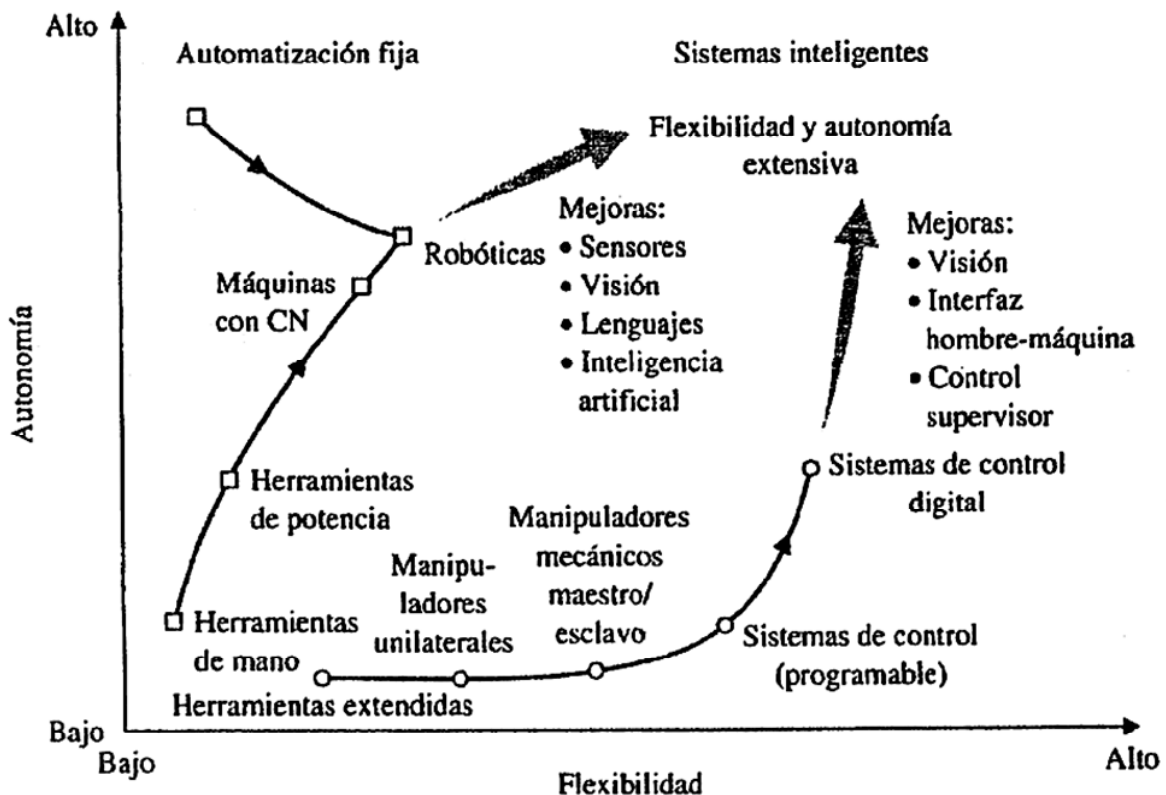 Alto
Automatización fija
Sistemas inteligentes
Flexibilidad y autonomía
extensiva
Mejoras:
• Sensores
• Visión
• Lenguajes
• Inteligencia
artificial
Mejoras:
• Visión
• Interfaz
hombre-máquina
• Control
supervisor
Robóticas
Máquinas
con CN
Autonomía
Herramientas
de potencia
Manipuladores
mecánicos
maestro/
esclavo
Sistemas de control
digital
Manipu-
ladores
unilaterales
Herramientas
de mano
Sistemas de control
(programable)
Herramientas extendidas
Bajo
Bajo
Flexibilidad
Alto